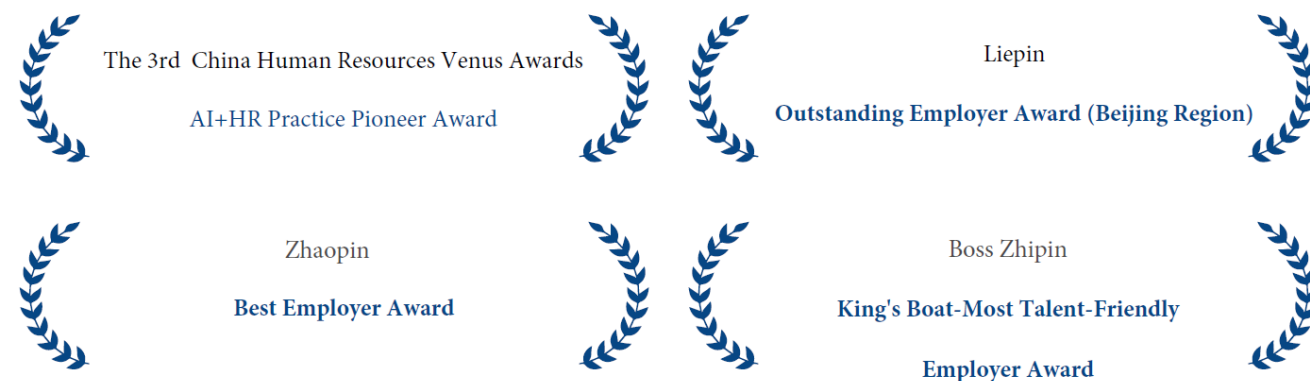 The 3rd  China Human Resources Venus Awards
AI+HR Practice Pioneer Award
Liepin
Outstanding Employer Award (Beijing Region)
Zhaopin
Best Employer Award
Boss Zhipin
King's Boat-Most Talent-Friendly
Employer Award